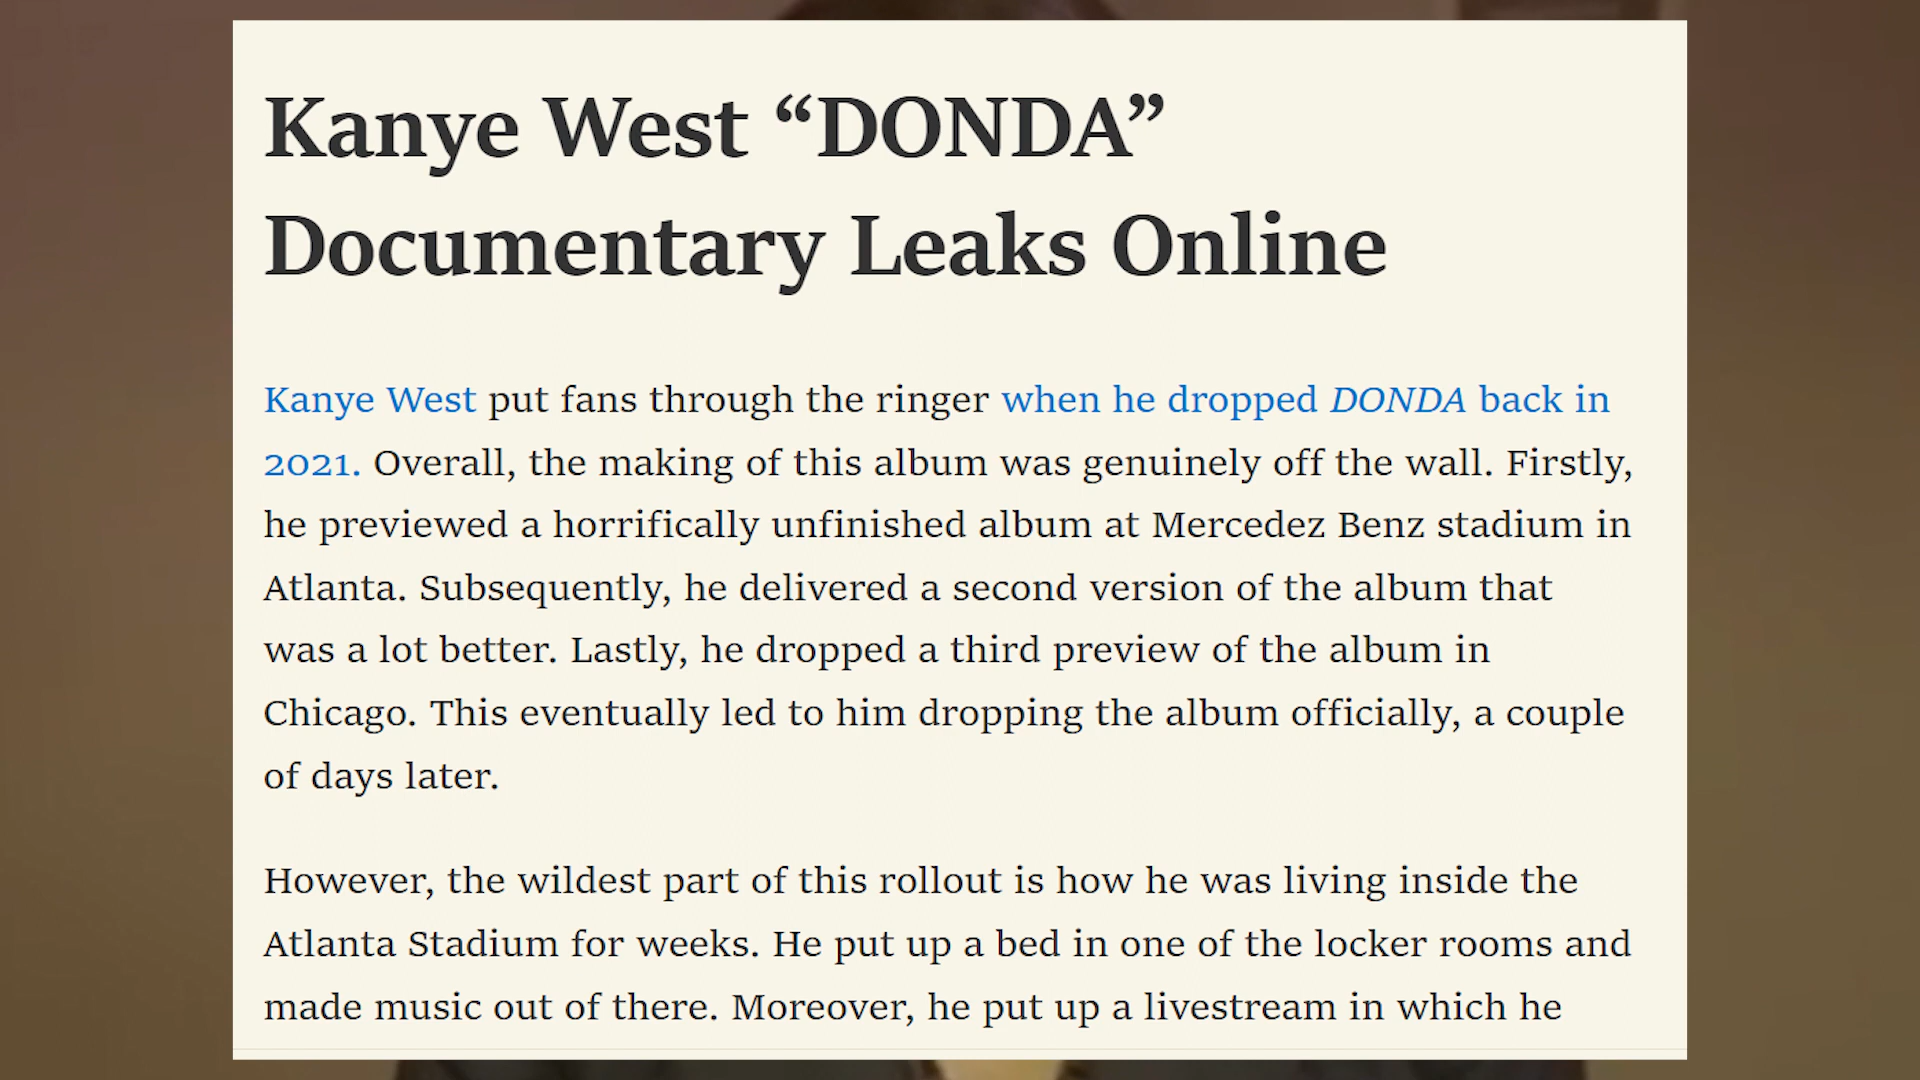 Kanye West “DONDA”
Documentary Leaks Online
Kanye West put fans through the ringer when he dropped DONDA back in
2021. Overall, the making of this album was genuinely off the wall. Firstly,
he previewed a horrifically unfinished album at Mercedez Benz stadium in
Atlanta. Subsequently, he delivered a second version of the album that
was a lot better. Lastly, he dropped a third preview of the album in
Chicago. This eventually led to him dropping the album officially, a couple
of days later.
However, the wildest part of this rollout is how he was living inside the
Atlanta Stadium for weeks. He put up a bed in one of the locker rooms and
made music out of there. Moreover, he put up a livestream in which he